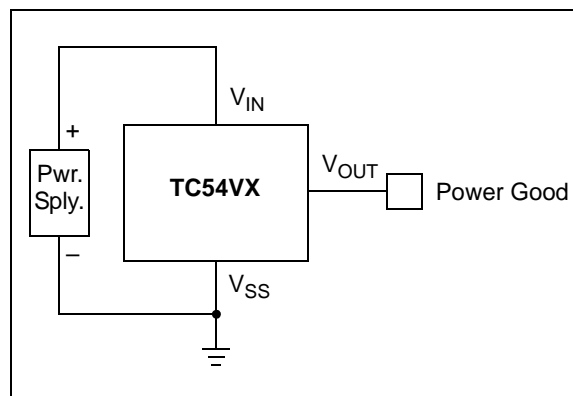 V_IN
+
Pwr.
Sply.
–
TC54VX
V_OUT
Power Good
V_SS